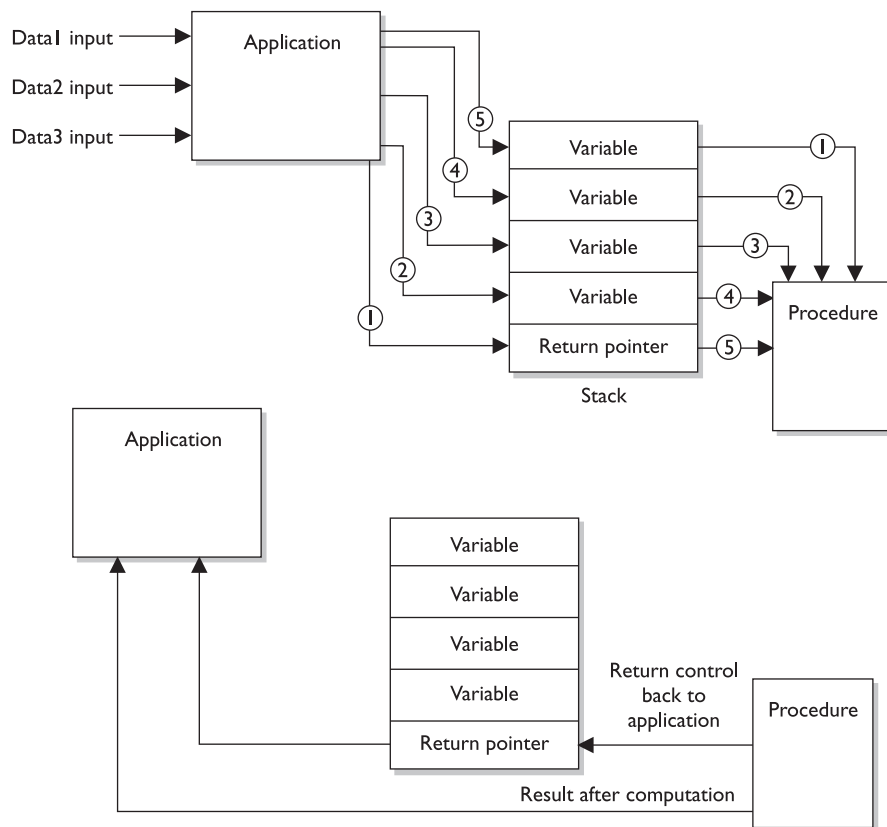 Data1 input
Data2 input
Data3 input
Application
5
4
3
2
1
Variable
Variable
Variable
Variable
Return pointer
Stack
1
2
3
4
5
Procedure
Application
Variable
Variable
Variable
Variable
Return pointer
Return control
back to
application
Procedure
Result after computation